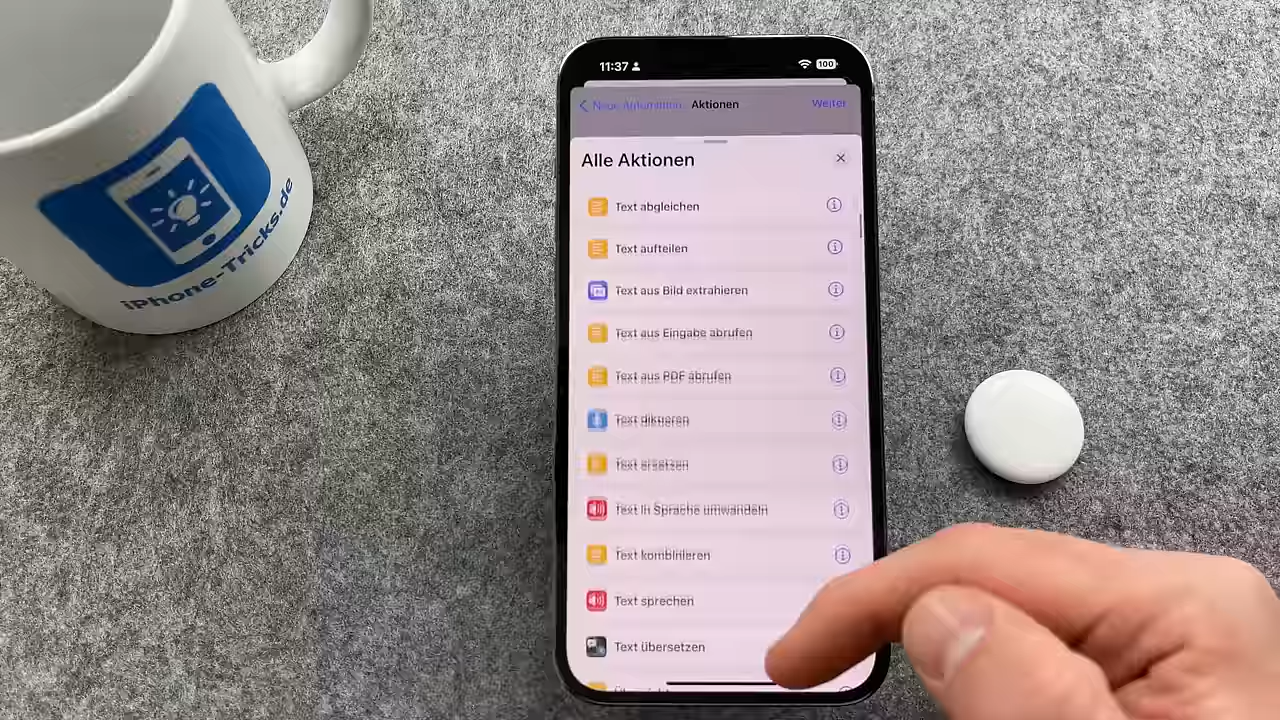 iPhone-Tricks.de
11:37
100
Neue Automation
Aktionen
Weiter
Alle Aktionen
Text abgleichen
Text aufteilen
Text aus Bild extrahieren
Text aus Eingabe abrufen
Text aus PDF abrufen
Text diktieren
Text ersetzen
Text in Sprache umwandeln
Text kombinieren
Text sprechen
Text übersetzen